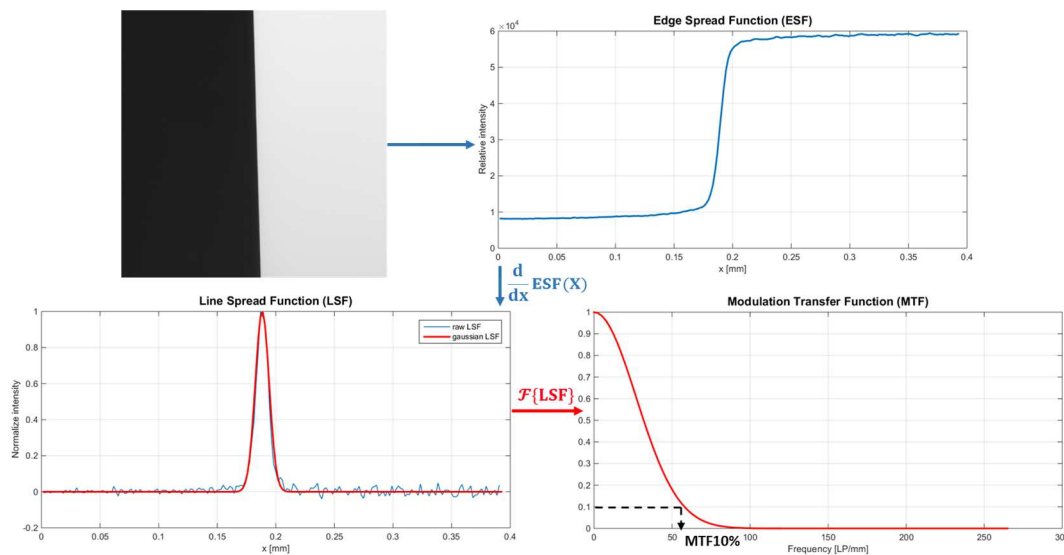 Edge Spread Function (ESF)
× 10⁴
6
5
4
3
2
1
0
Relative intensity
0 0.05 0.1 0.15 0.2 0.25 0.3 0.35 0.4
x [mm]
d/dx ESF(X)
Line Spread Function (LSF)
1
0.8
0.6
0.4
0.2
0
-0.2
Normalize intensity
raw LSF
gaussian LSF
0 0.05 0.1 0.15 0.2 0.25 0.3 0.35 0.4
x [mm]
ℱ{LSF}
Modulation Transfer Function (MTF)
1
0.9
0.8
0.7
0.6
0.5
0.4
0.3
0.2
0.1
0
0 50 100 150 200 250 30
MTF10%
Frequency [LP/mm]